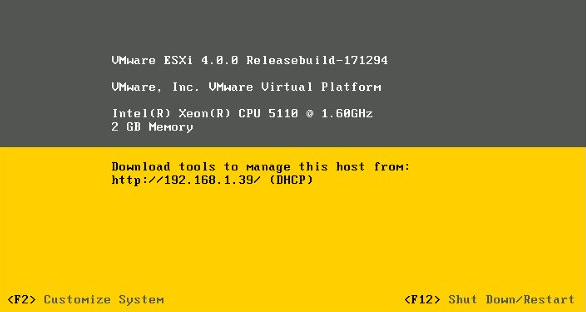 VMware ESXi 4.0.0 Releasebuild-171294
VMware, Inc. VMware Virtual Platform
Intel(R) Xeon(R) CPU 5110 @ 1.60GHz
2 GB Memory
Download tools to manage this host from:
http://192.168.1.39/ (DHCP)
<F2> Customize System <F12> Shut Down/Restart